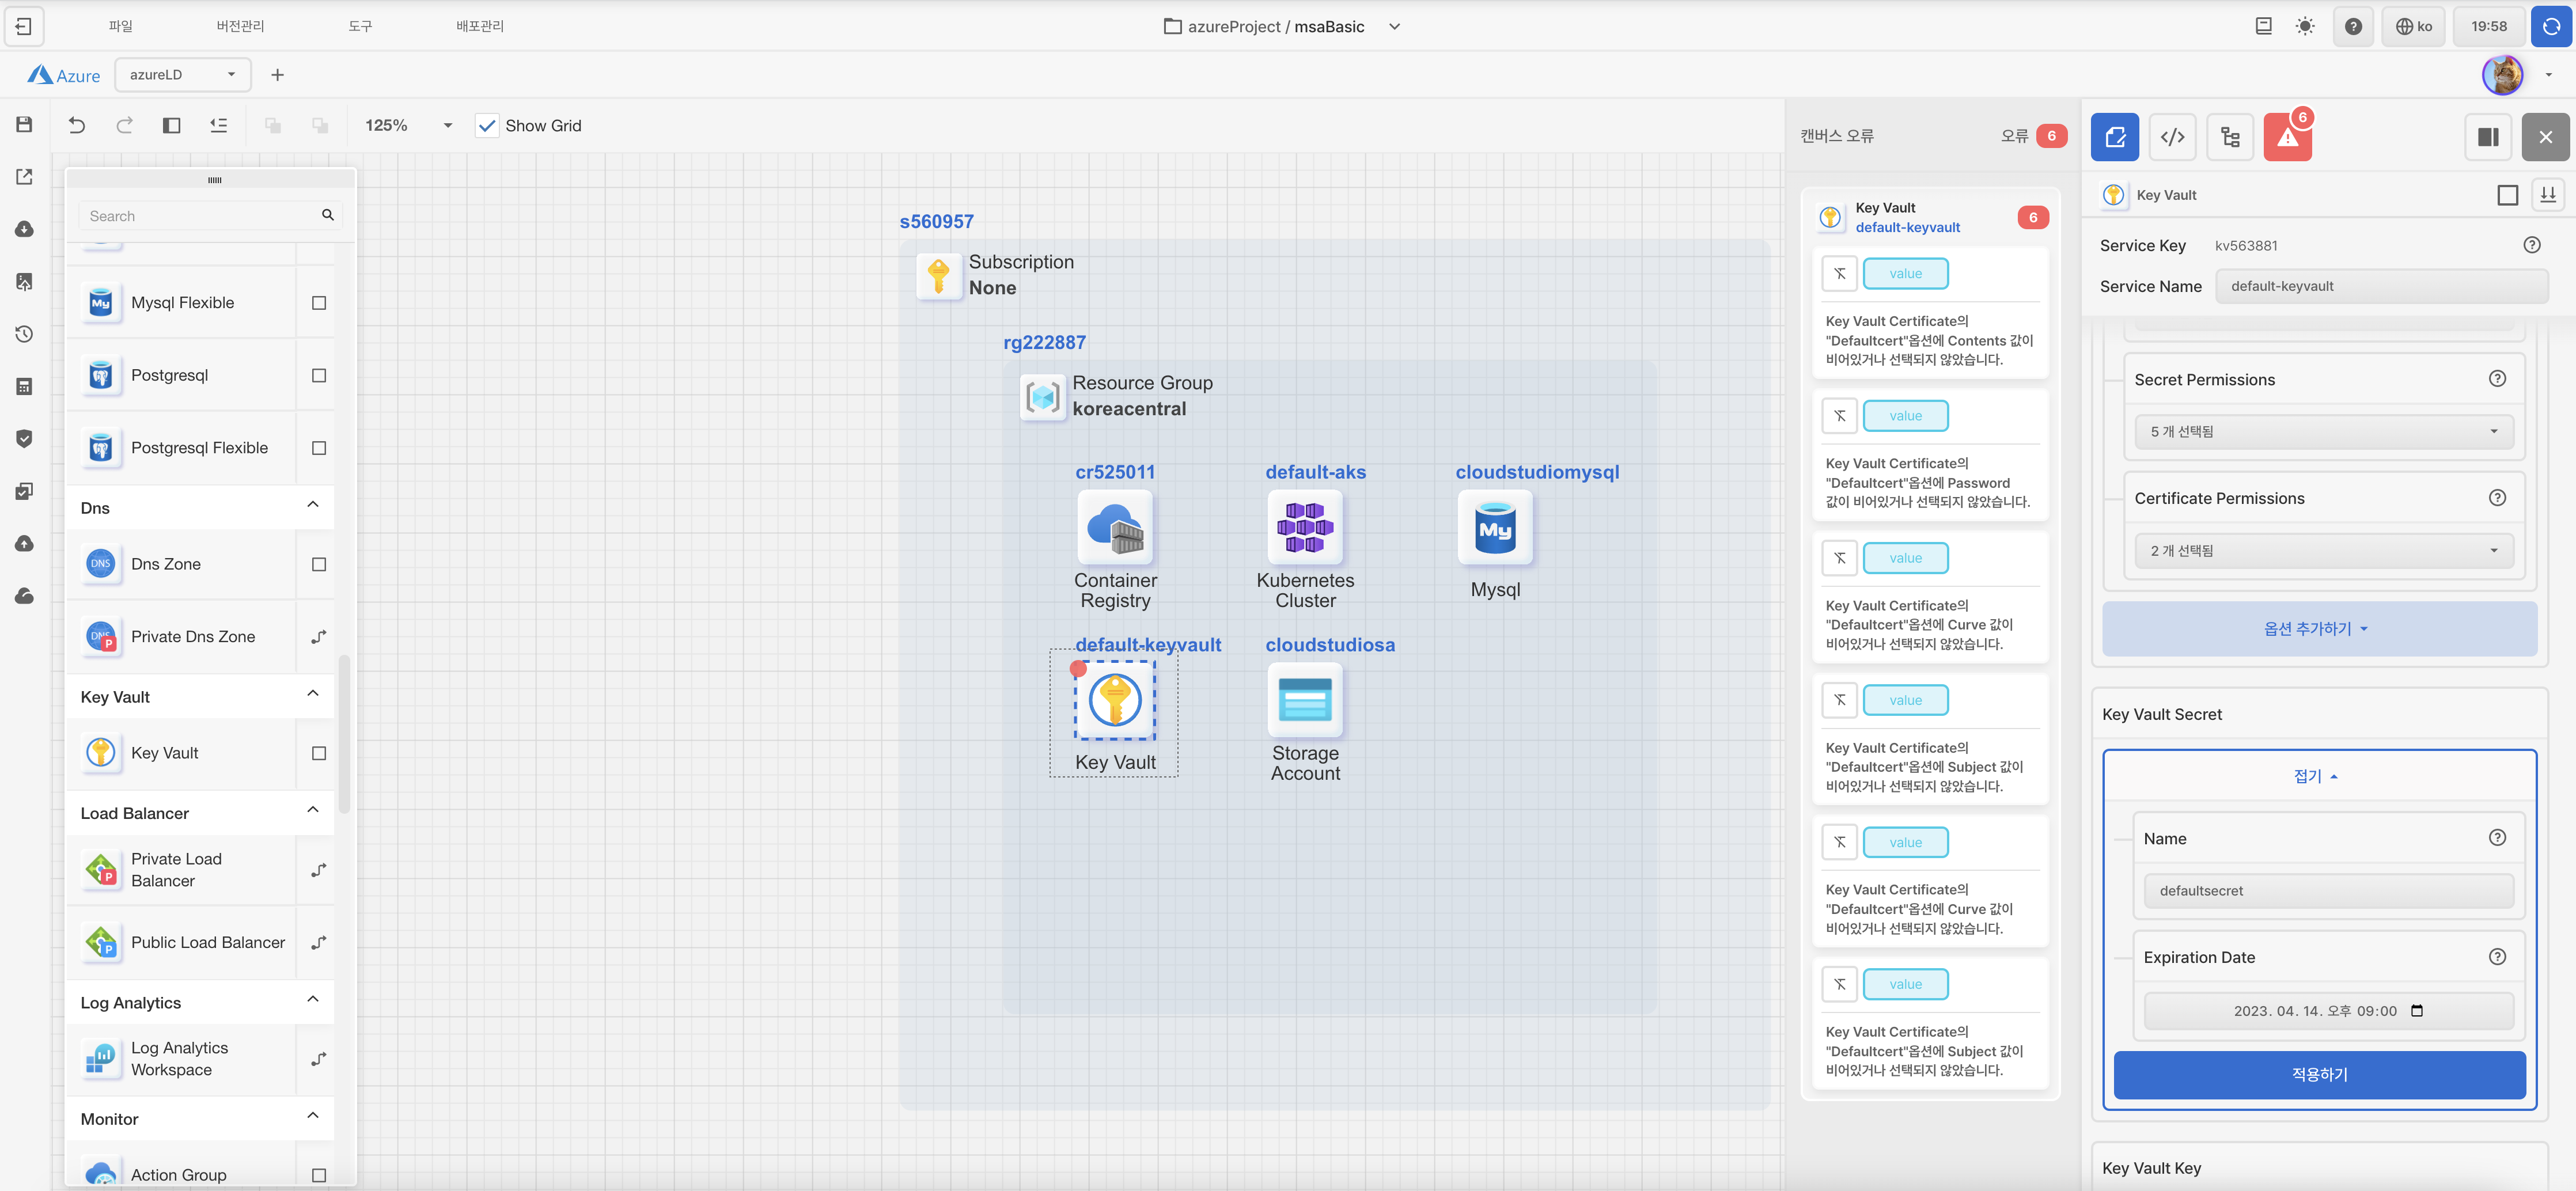 파일
버전관리
도구
배포관리
azureProject / msaBasic
ko
19:58
Azure
azureLD
125%
Show Grid
Search
Mysql Flexible
Postgresql
Postgresql Flexible
Dns
Dns Zone
Private Dns Zone
Key Vault
Key Vault
Load Balancer
Private Load
Balancer
Public Load Balancer
Log Analytics
Log Analytics
Workspace
Monitor
Action Group
s560957
Subscription
None
rg222887
Resource Group
koreacentral
cr525011
Container
Registry
default-aks
Kubernetes
Cluster
cloudstudiomysql
My
Mysql
default-keyvault
Key Vault
cloudstudiosa
Storage
Account
캔버스 오류
오류 6
Key Vault
default-keyvault
6
value
Key Vault Certificate의
"Defaultcert"옵션에 Contents 값이
비어있거나 선택되지 않았습니다.
value
Key Vault Certificate의
"Defaultcert"옵션에 Password
값이 비어있거나 선택되지 않았습니다.
value
Key Vault Certificate의
"Defaultcert"옵션에 Curve 값이
비어있거나 선택되지 않았습니다.
value
Key Vault Certificate의
"Defaultcert"옵션에 Subject 값이
비어있거나 선택되지 않았습니다.
value
Key Vault Certificate의
"Defaultcert"옵션에 Curve 값이
비어있거나 선택되지 않았습니다.
value
Key Vault Certificate의
"Defaultcert"옵션에 Subject 값이
비어있거나 선택되지 않았습니다.
6
Key Vault
Service Key kv563881
Service Name default-keyvault
Secret Permissions
5 개 선택됨
Certificate Permissions
2 개 선택됨
옵션 추가하기
Key Vault Secret
접기
Name
defaultsecret
Expiration Date
2023. 04. 14. 오후 09:00
적용하기
Key Vault Key